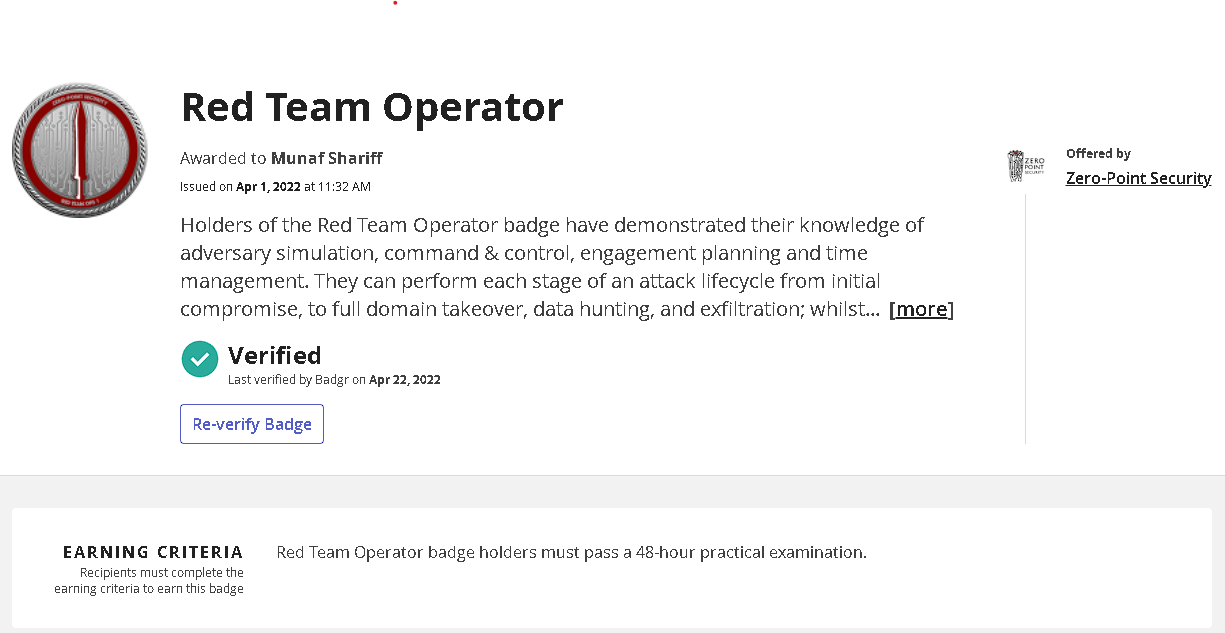 ZERO-POINT SECURITY
RED TEAM OPS 1
Red Team Operator
Awarded to Munaf Shariff
Issued on Apr 1, 2022 at 11:32 AM
Holders of the Red Team Operator badge have demonstrated their knowledge of
adversary simulation, command & control, engagement planning and time
management. They can perform each stage of an attack lifecycle from initial
compromise, to full domain takeover, data hunting, and exfiltration; whilst... [more]
Verified
Last verified by Badgr on Apr 22, 2022
Re-verify Badge
ZERO
POINT
SECURITY
Offered by
Zero-Point Security
EARNING CRITERIA
Recipients must complete the
earning criteria to earn this badge
Red Team Operator badge holders must pass a 48-hour practical examination.